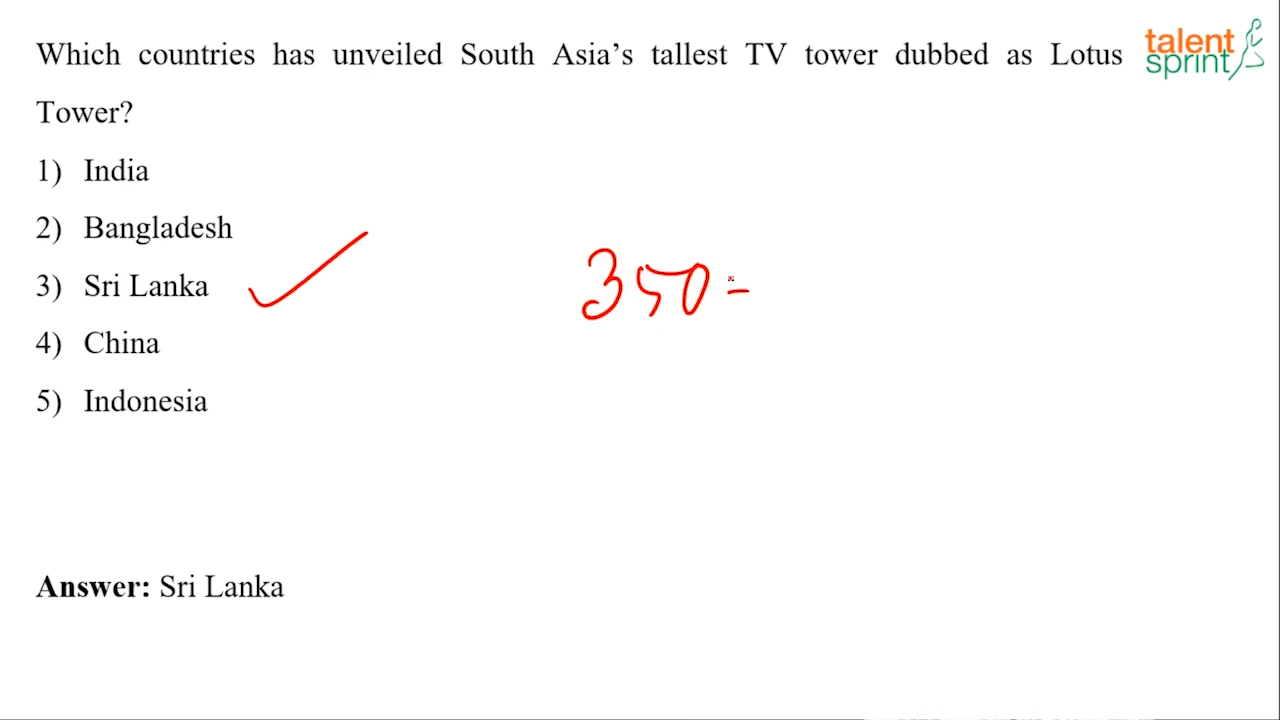 Which countries has unveiled South Asia's tallest TV tower dubbed as Lotus
Tower?
talent
sprint
1) India
2) Bangladesh
3) Sri Lanka
350-
4) China
5) Indonesia
Answer: Sri Lanka